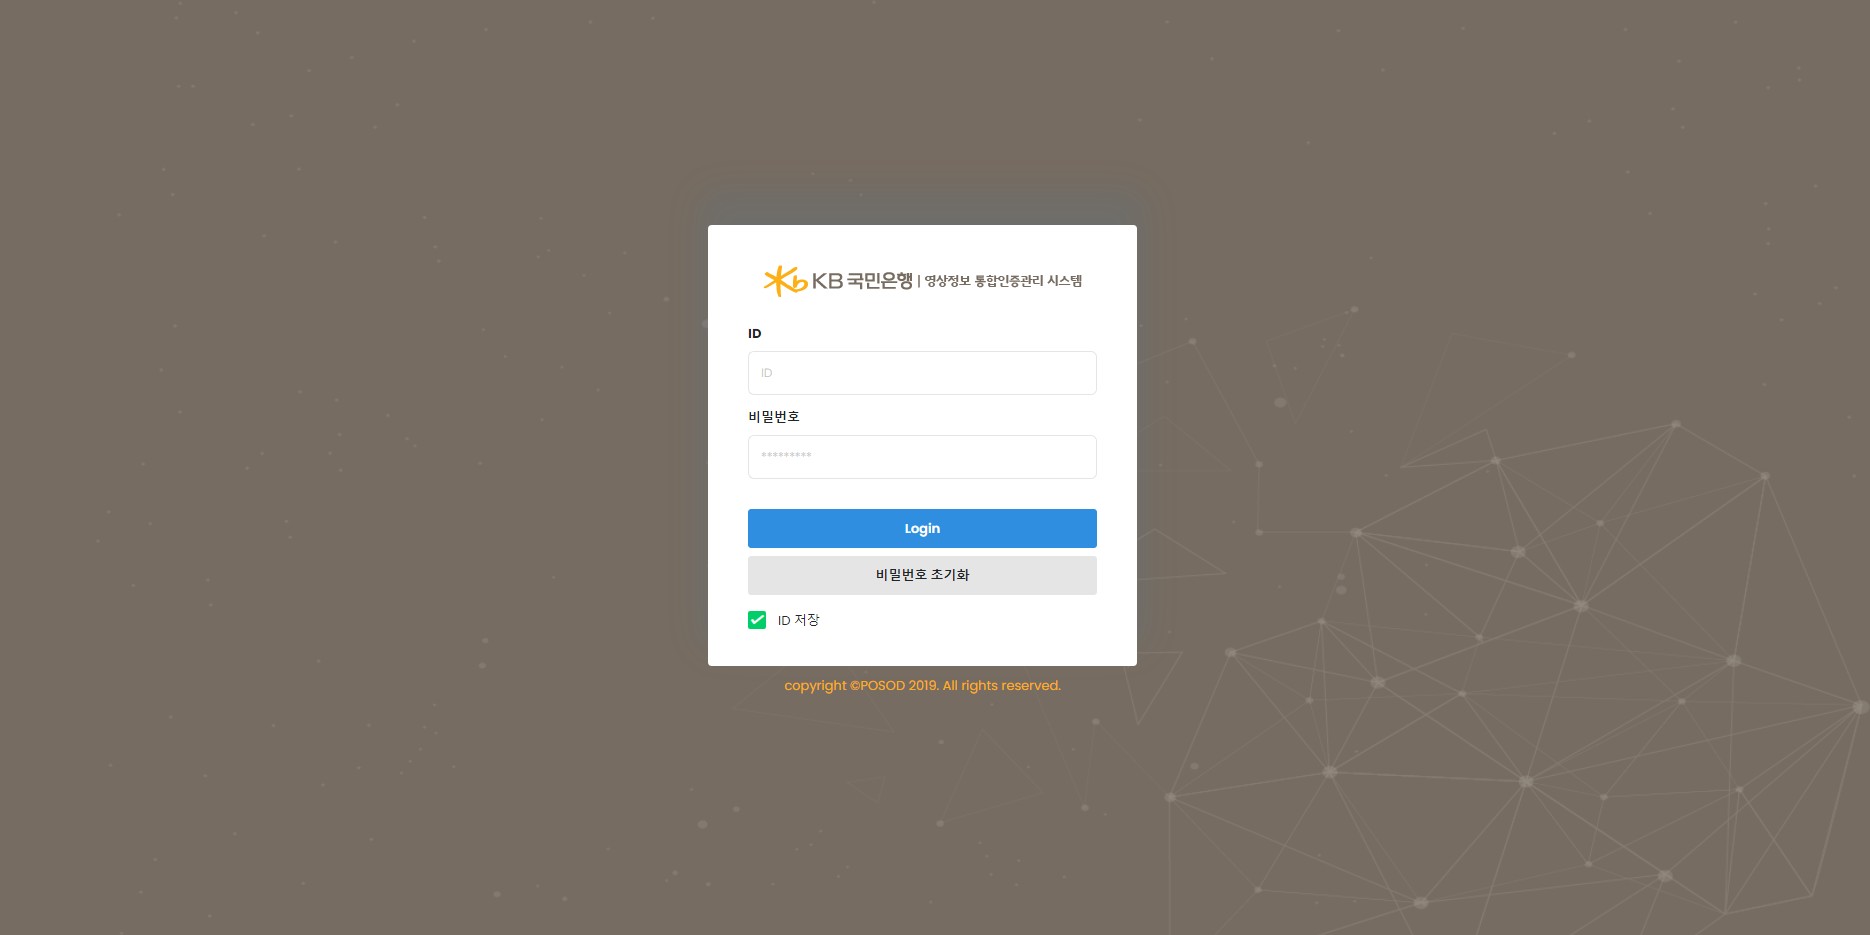 KB 국민은행 | 영상정보 통합인증관리 시스템
ID
ID
비밀번호
*********
Login
비밀번호 초기화
ID 저장
copyright ©POSOD 2019. All rights reserved.